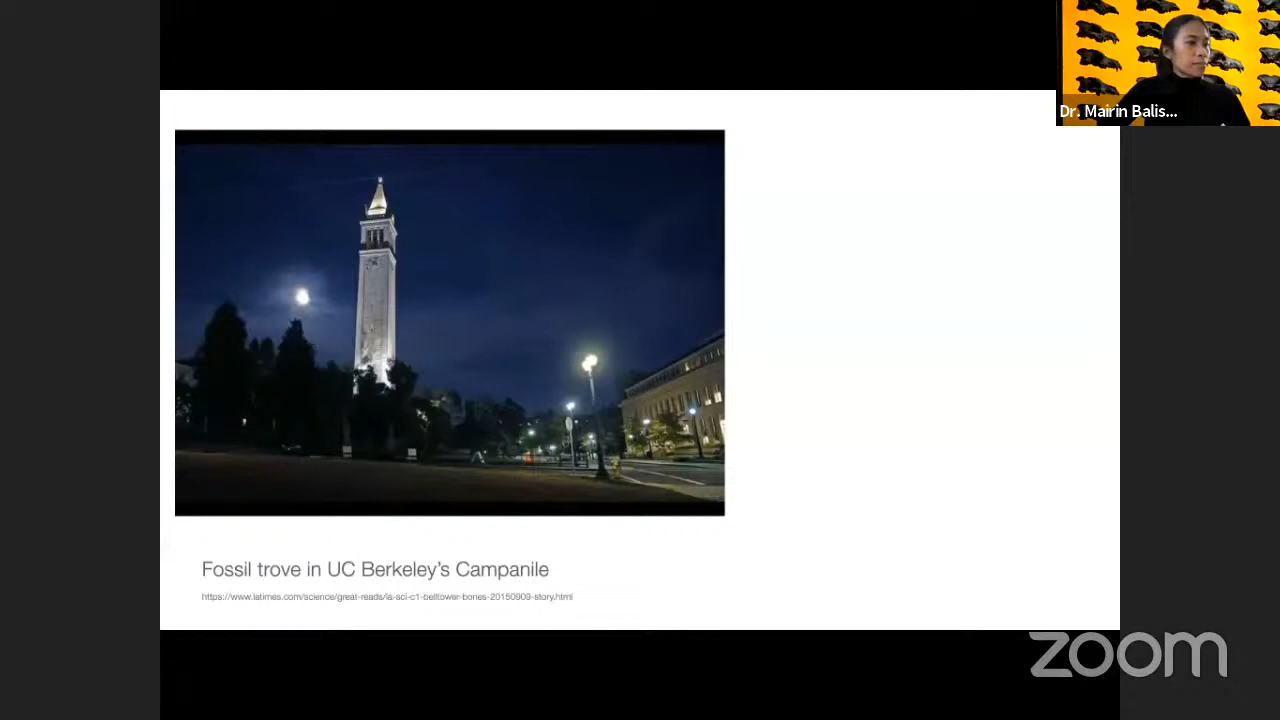 Dr. Mairin Balis...
Fossil trove in UC Berkeley's Campanile
https://www.latimes.com/science/great-reads/la-sci-c1-belltower-bones-20150909-story.html
zoom